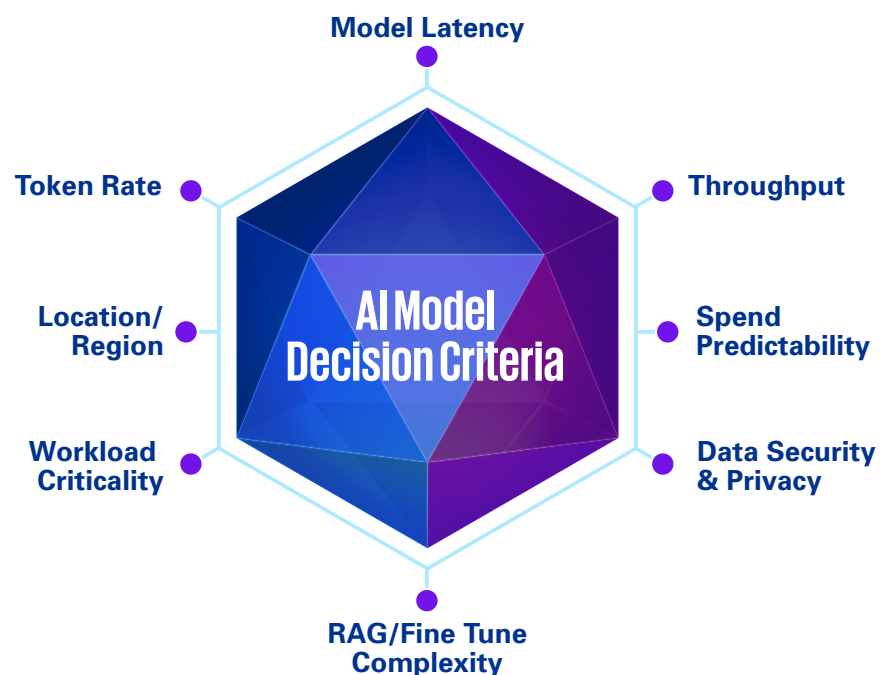 Model Latency
Token Rate
Throughput
Location/
Region
AI Model
Decision Criteria
Spend
Predictability
Workload
Criticality
Data Security
& Privacy
RAG/Fine Tune
Complexity